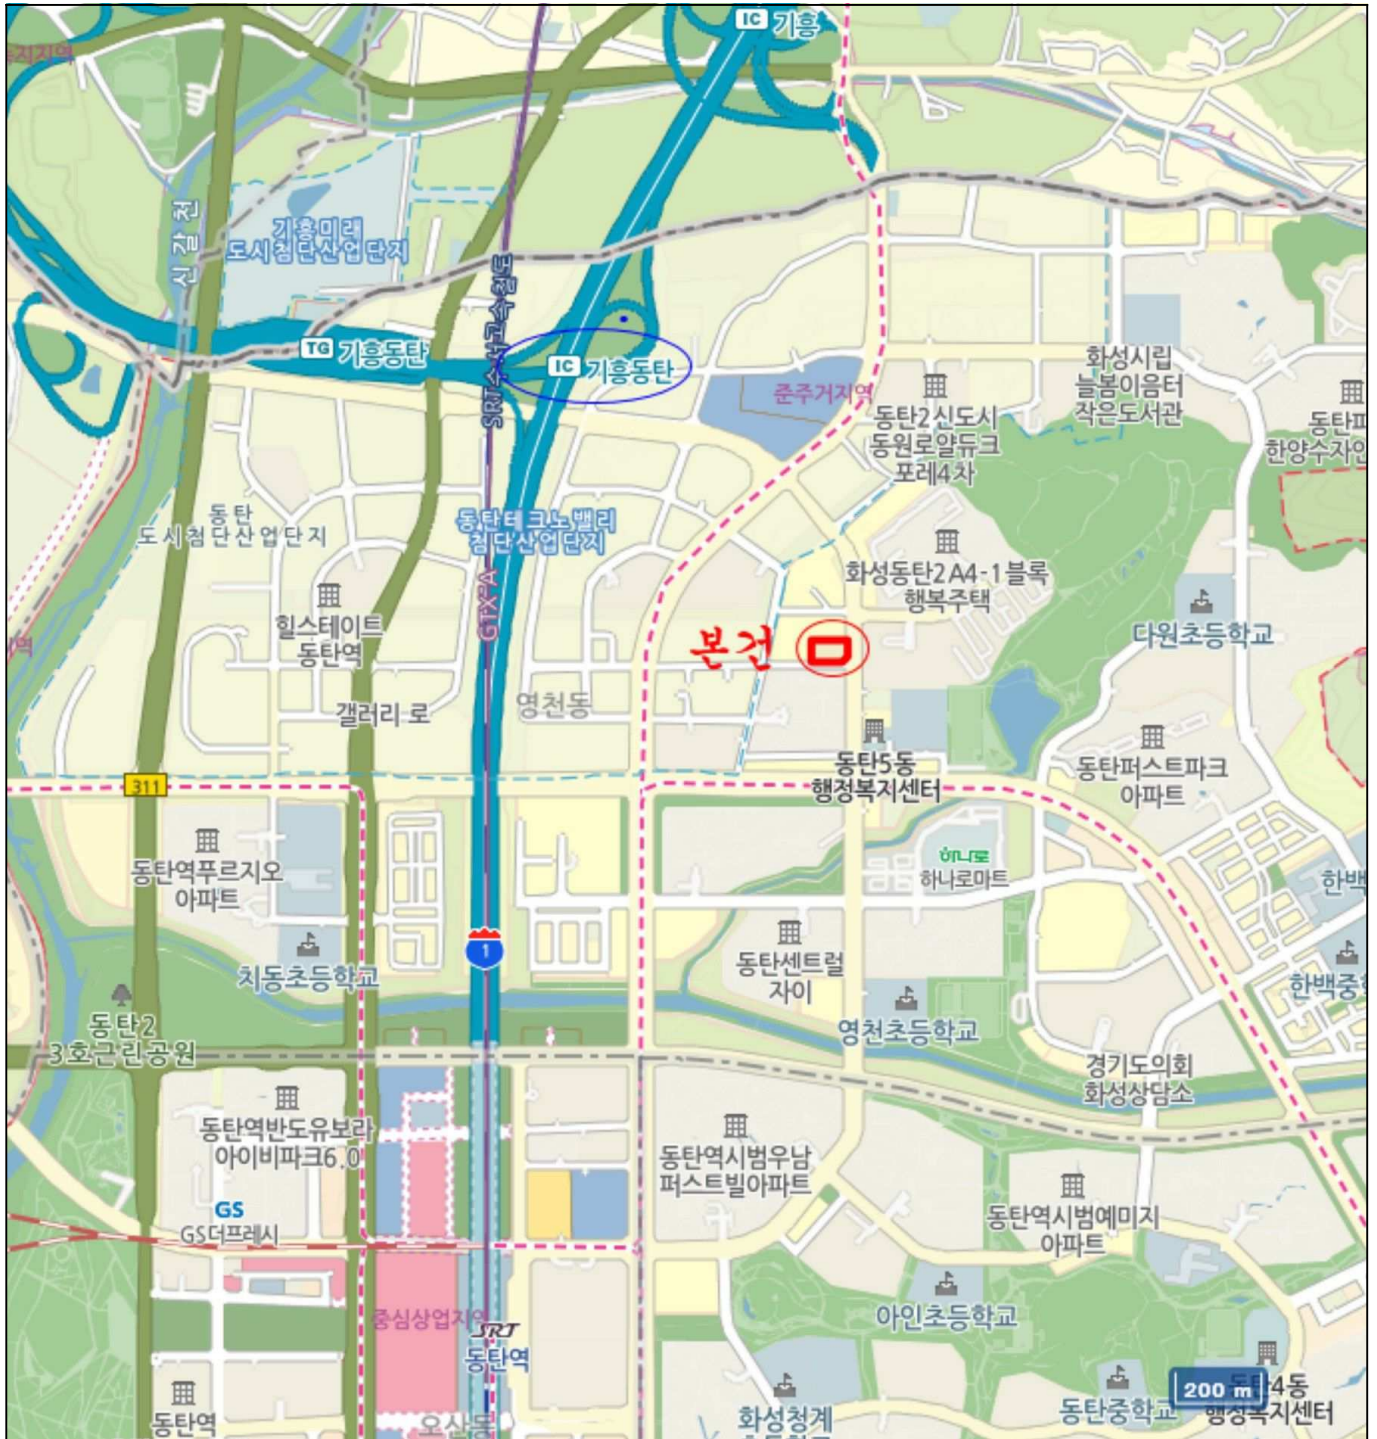 IC 기흥
신갈천
기흥미래
도시첨단산업단지
SRT수서고속철도
TG 기흥동탄
IC 기흥동탄
준주거지역
동탄2신도시
동원로얄듀크
포레4차
화성시립
늘봄이음터
작은도서관
동탄
도시첨단산업단지
동탄테크노밸리
첨단산업단지
GTX-A
화성동탄2 A4-1블록
행복주택
힐스테이트
동탄역
본건
다원초등학교
갤러리 로
영천동
동탄5동
행정복지센터
동탄퍼스트파크
아파트
311
동탄역푸르지오
아파트
하나로
하나로마트
한백
1
치동초등학교
동탄센트럴
자이
영천초등학교
한백중학
동탄2
3호근린공원
경기도의회
화성상담소
동탄역반도유보라
아이비파크6.0
동탄역시범우남
퍼스트빌아파트
GS
GS더프레시
동탄역시범예미지
아파트
중심상업지역
SRT
동탄역
아인초등학교
200 m
동탄역
오산동
화성청계
동탄중학교
동탄4동
행정복지센터